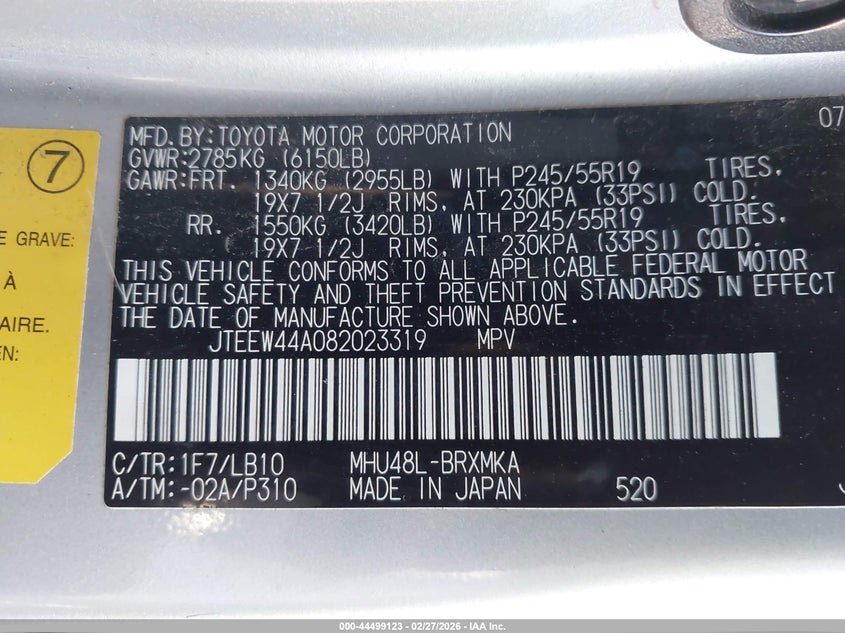 7
E GRAVE:
À
AIRE.
EN:
07
MFD. BY: TOYOTA MOTOR CORPORATION
GVWR: 2785KG (6150LB)
GAWR: FRT. 1340KG (2955LB) WITH P245/55R19 TIRES,
19X7 1/2J RIMS, AT 230KPA (33PSI) COLD.
RR. 1550KG (3420LB) WITH P245/55R19 TIRES,
19X7 1/2J RIMS, AT 230KPA (33PSI) COLD.
THIS VEHICLE CONFORMS TO ALL APPLICABLE FEDERAL MOTOR
VEHICLE SAFETY AND THEFT PREVENTION STANDARDS IN EFFECT
THE DATE OF MANUFACTURE SHOWN ABOVE.
JTEEW44A082023319 MPV
C/TR: 1F7/LB10 MHU48L-BRXMKA
A/TM: -02A/P310 MADE IN JAPAN 520
000-44499123 - 02/27/2026 - IAA Inc.